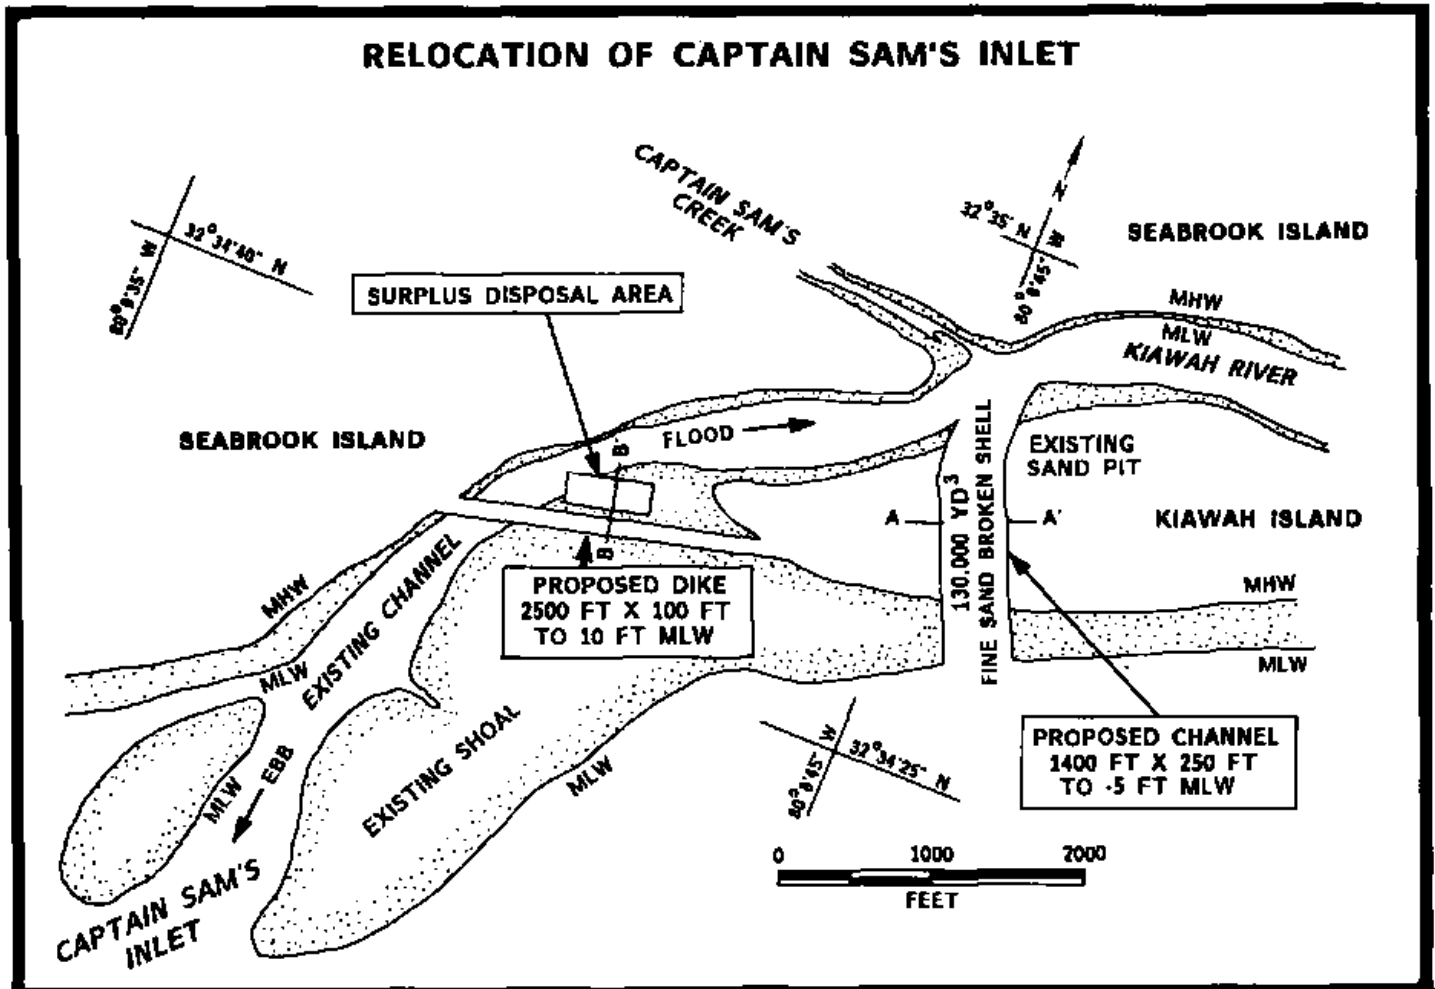 RELOCATION OF CAPTAIN SAM'S INLET
CAPTAIN SAM'S
CREEK
N
32°35' N
80°8'45" W
SEABROOK ISLAND
32°34'40" N
80°9'35" W
SURPLUS DISPOSAL AREA
MHW
MLW
KIAWAH RIVER
SEABROOK ISLAND
FLOOD
B'
B
EXISTING
SAND PIT
A
A'
KIAWAH ISLAND
130,000 YD³
FINE SAND BROKEN SHELL
PROPOSED DIKE
2500 FT X 100 FT
TO 10 FT MLW
MHW
MLW
EXISTING CHANNEL
MHW
MLW
EXISTING SHOAL
MLW
EBB
MLW
CAPTAIN SAM'S
INLET
32°34'25" N
80°8'45" W
PROPOSED CHANNEL
1400 FT X 250 FT
TO -5 FT MLW
0 1000 2000
FEET